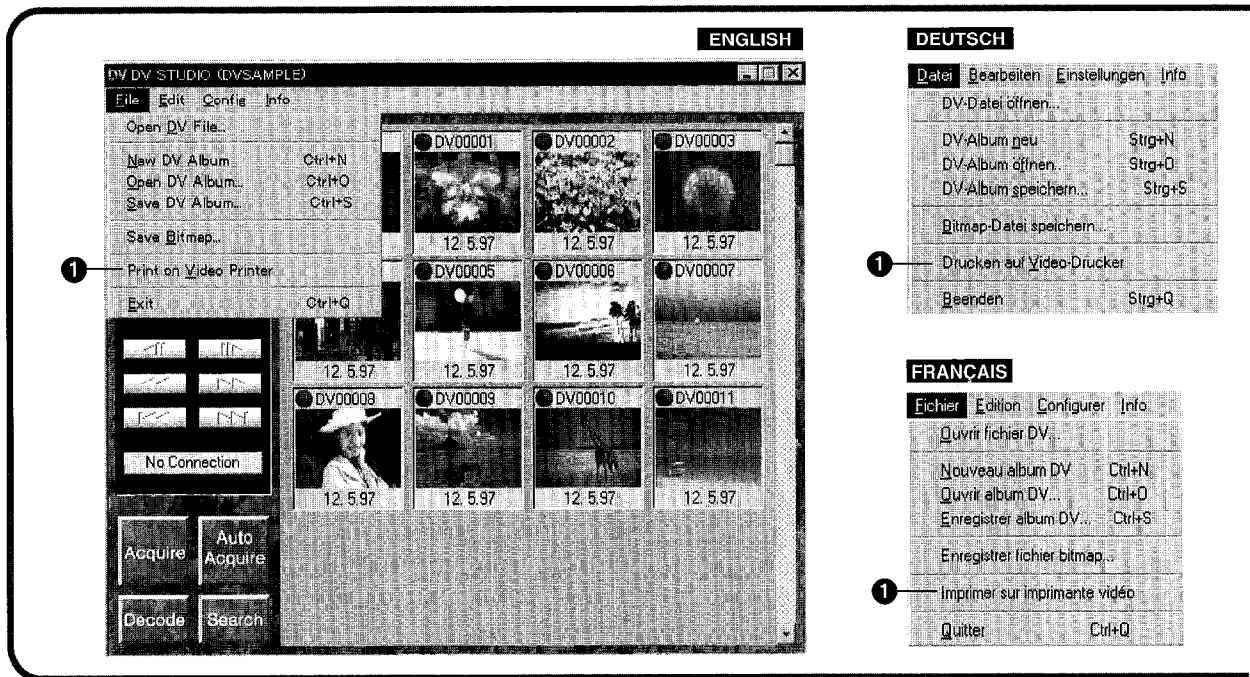 ENGLISH
DV DV STUDIO (DVSAMPLE)
File Edit Config Info
Open DV File...
New DV Album Ctrl+N
Open DV Album... Ctrl+O
Save DV Album... Ctrl+S
Save Bitmap...
1 Print on Video Printer
Exit Ctrl+Q
DV00001 DV00002 DV00003
12. 5.97 12. 5.97 12. 5.97
DV00005 DV00006 DV00007
12. 5.97 12. 5.97 12. 5.97 12. 5.97
DV00008 DV00009 DV00010 DV00011
12. 5.97 12. 5.97 12. 5.97 12. 5.97
No Connection
Acquire Auto Acquire
Decode Search
DEUTSCH
Datei Bearbeiten Einstellungen Info
DV-Datei öffnen...
DV-Album neu Strg+N
DV-Album öffnen.. Strg+O
DV-Album speichern... Strg+S
Bitmap-Datei speichern...
1 Drucken auf Video-Drucker
Beenden Strg+Q
FRANÇAIS
Fichier Edition Configurer Info
Ouvrir fichier DV...
Nouveau album DV Ctrl+N
Ouvrir album DV... Ctrl+O
Enregistrer album DV... Ctrl+S
Enregistrer fichier bitmap...
1 Imprimer sur imprimante vidéo
Quitter Ctrl+Q